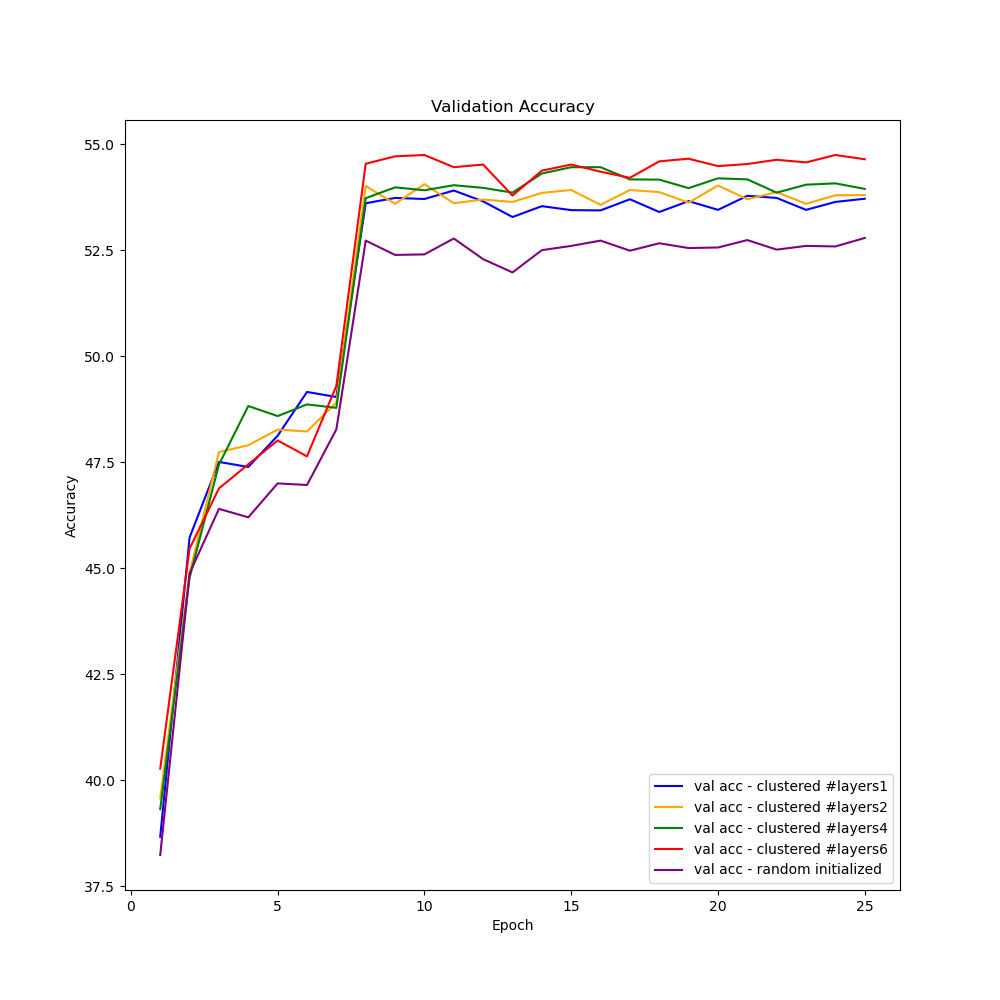 Validation Accuracy
55.0
52.5
50.0
47.5
45.0
42.5
40.0
37.5
Accuracy
0 5 10 15 20 25
Epoch
val acc - clustered #layers1
val acc - clustered #layers2
val acc - clustered #layers4
val acc - clustered #layers6
val acc - random initialized